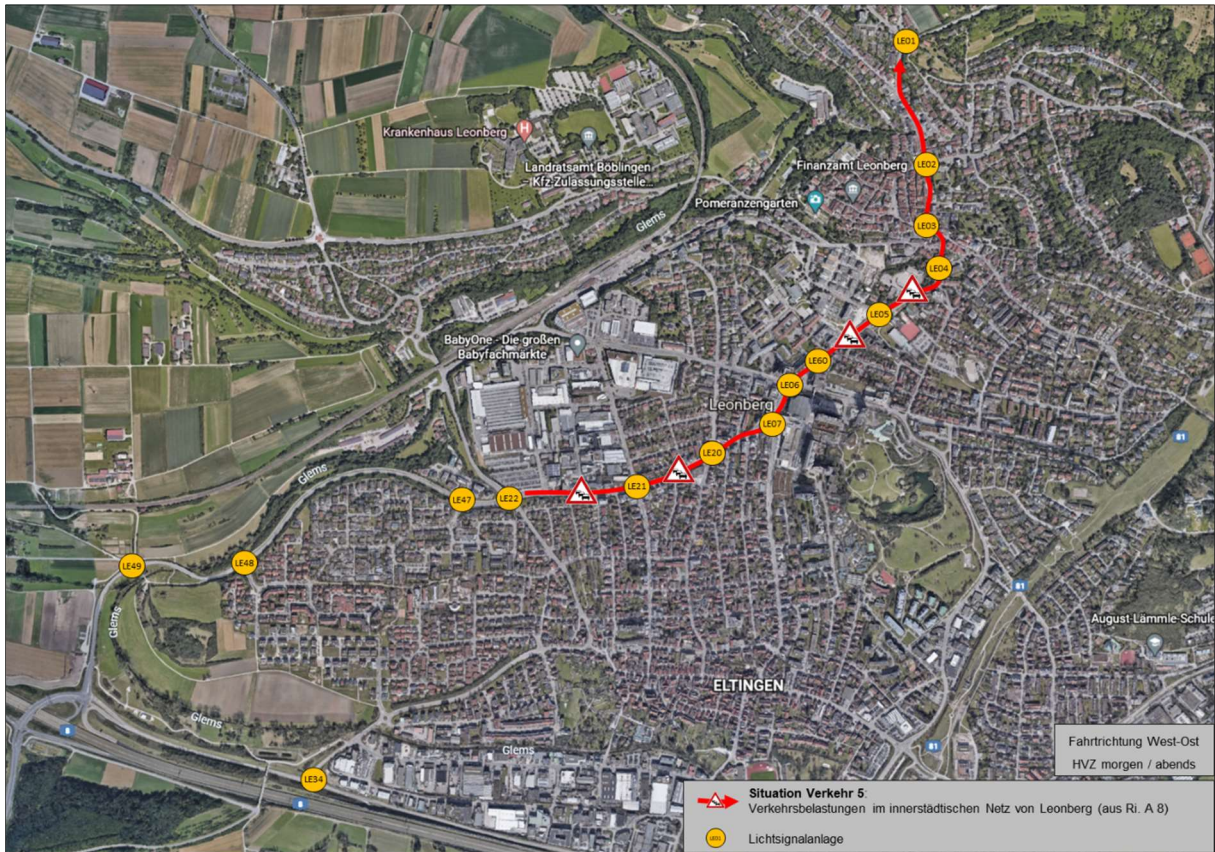 LE01
Krankenhaus Leonberg
Landratsamt Böblingen
- (Kfz-Zulassungsstelle...
Finanzamt Leonberg
LE02
Pomeranzengarten
Glems
LE03
LE04
LE05
BabyOne - Die großen
Babyfachmärkte
LE60
LE06
Leonberg
LE07
81
LE20
Glems
LE21
LE47
LE22
LE49
LE48
81
Glems
August-Lämmle-Schule
ELTINGEN
Glems
8
Glems
81
LE34
8
Fahrtrichtung West-Ost
HVZ morgen / abends
Situation Verkehr 5:
Verkehrsbelastungen im innerstädtischen Netz von Leonberg (aus Ri. A 8)
LE01
Lichtsignalanlage